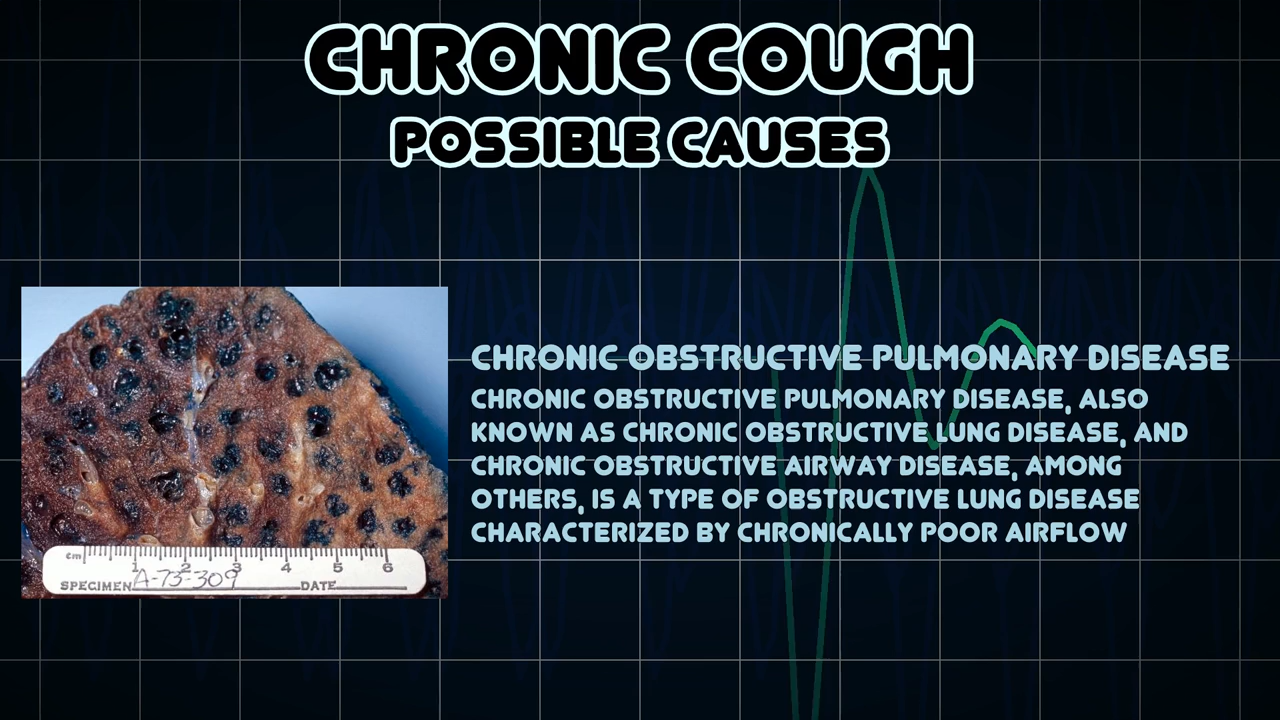 CHRONIC COUGH
POSSIBLE CAUSES
CHRONIC OBSTRUCTIVE PULMONARY DISEASE
CHRONIC OBSTRUCTIVE PULMONARY DISEASE, ALSO
KNOWN AS CHRONIC OBSTRUCTIVE LUNG DISEASE, AND
CHRONIC OBSTRUCTIVE AIRWAY DISEASE, AMONG
OTHERS, IS A TYPE OF OBSTRUCTIVE LUNG DISEASE
CHARACTERIZED BY CHRONICALLY POOR AIRFLOW
cm 1 2 3 4 5 6
SPECIMEN A-73-309 DATE